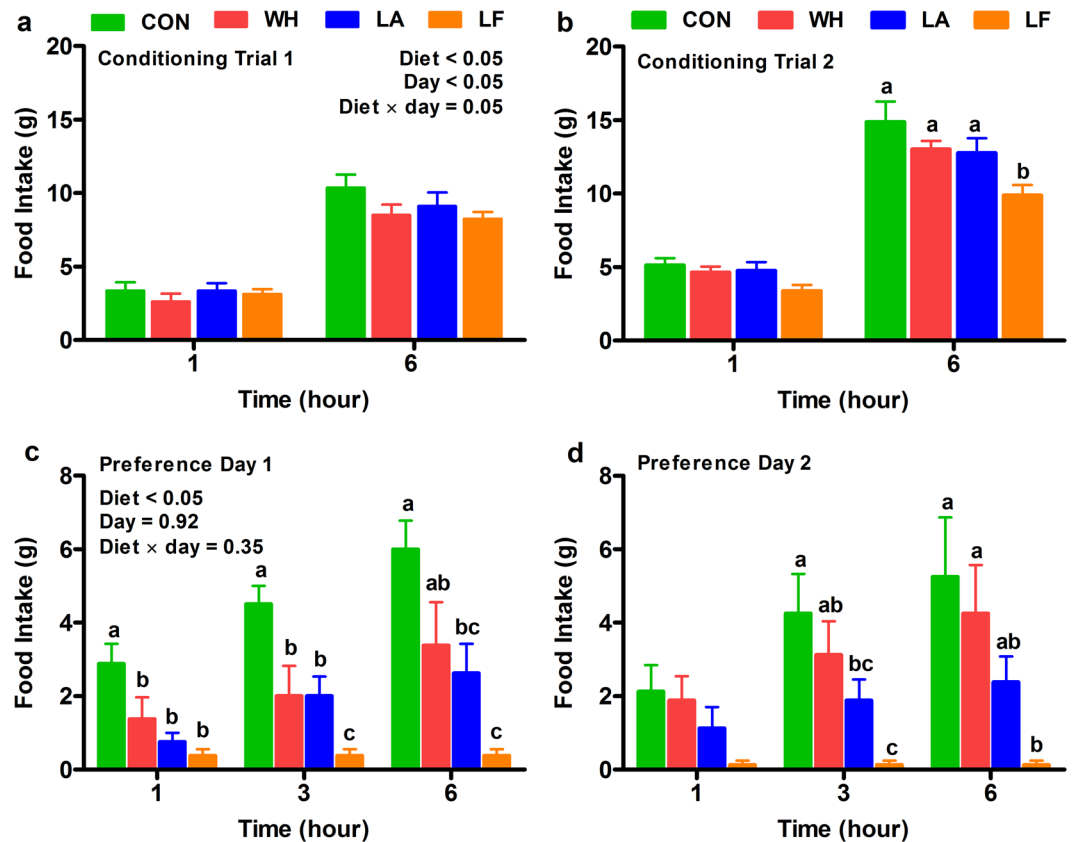 a CON WH LA LF
Conditioning Trial 1
Diet < 0.05
Day < 0.05
Diet × day = 0.05
20
15
10
5
0
Food Intake (g)
1 6
Time (hour)
b CON WH LA LF
Conditioning Trial 2
20
15
10
5
0
Food Intake (g)
a a a b
1 6
Time (hour)
c
Preference Day 1
Diet < 0.05
Day = 0.92
Diet × day = 0.35
8
6
4
2
0
Food Intake (g)
a b b b
a b b c
a ab bc c
1 3 6
Time (hour)
d
Preference Day 2
8
6
4
2
0
Food Intake (g)
a ab bc c
a a ab b
1 3 6
Time (hour)